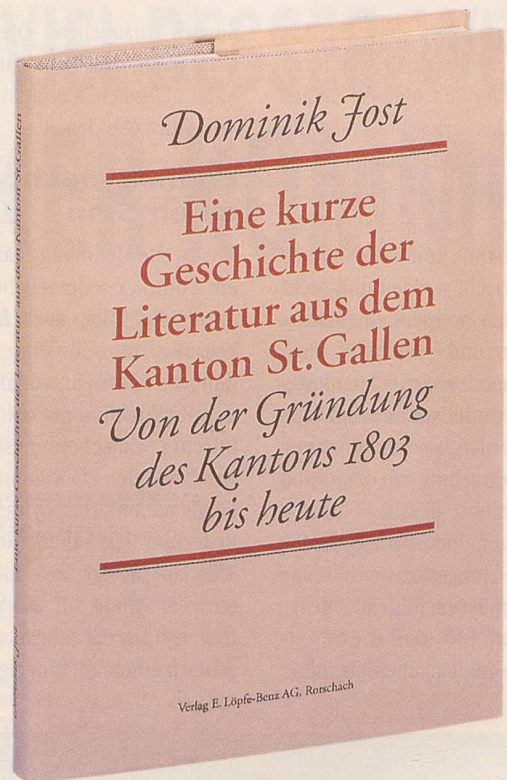 Dominik Jost
Eine kurze
Geschichte der
Literatur aus dem
Kanton St. Gallen
Von der Gründung
des Kantons 1803
bis heute
Verlag E. Löpfe-Benz AG, Rorschach
Dominik Jost Eine kurze Geschichte der Literatur aus dem Kanton St. Gallen